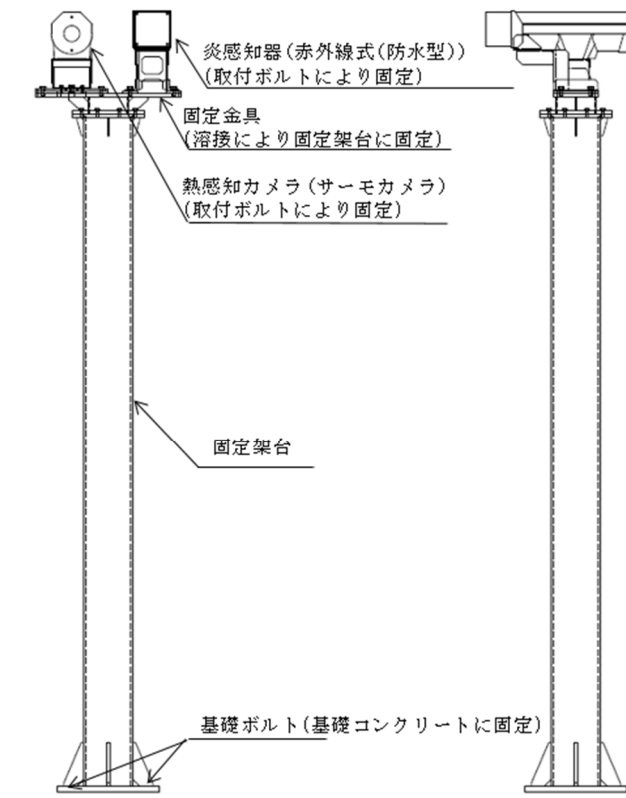 炎感知器(赤外線式(防水型))
(取付ボルトにより固定)
固定金具
(溶接により固定架台に固定)
熱感知カメラ(サーモカメラ)
(取付ボルトにより固定)
固定架台
基礎ボルト(基礎コンクリートに固定)